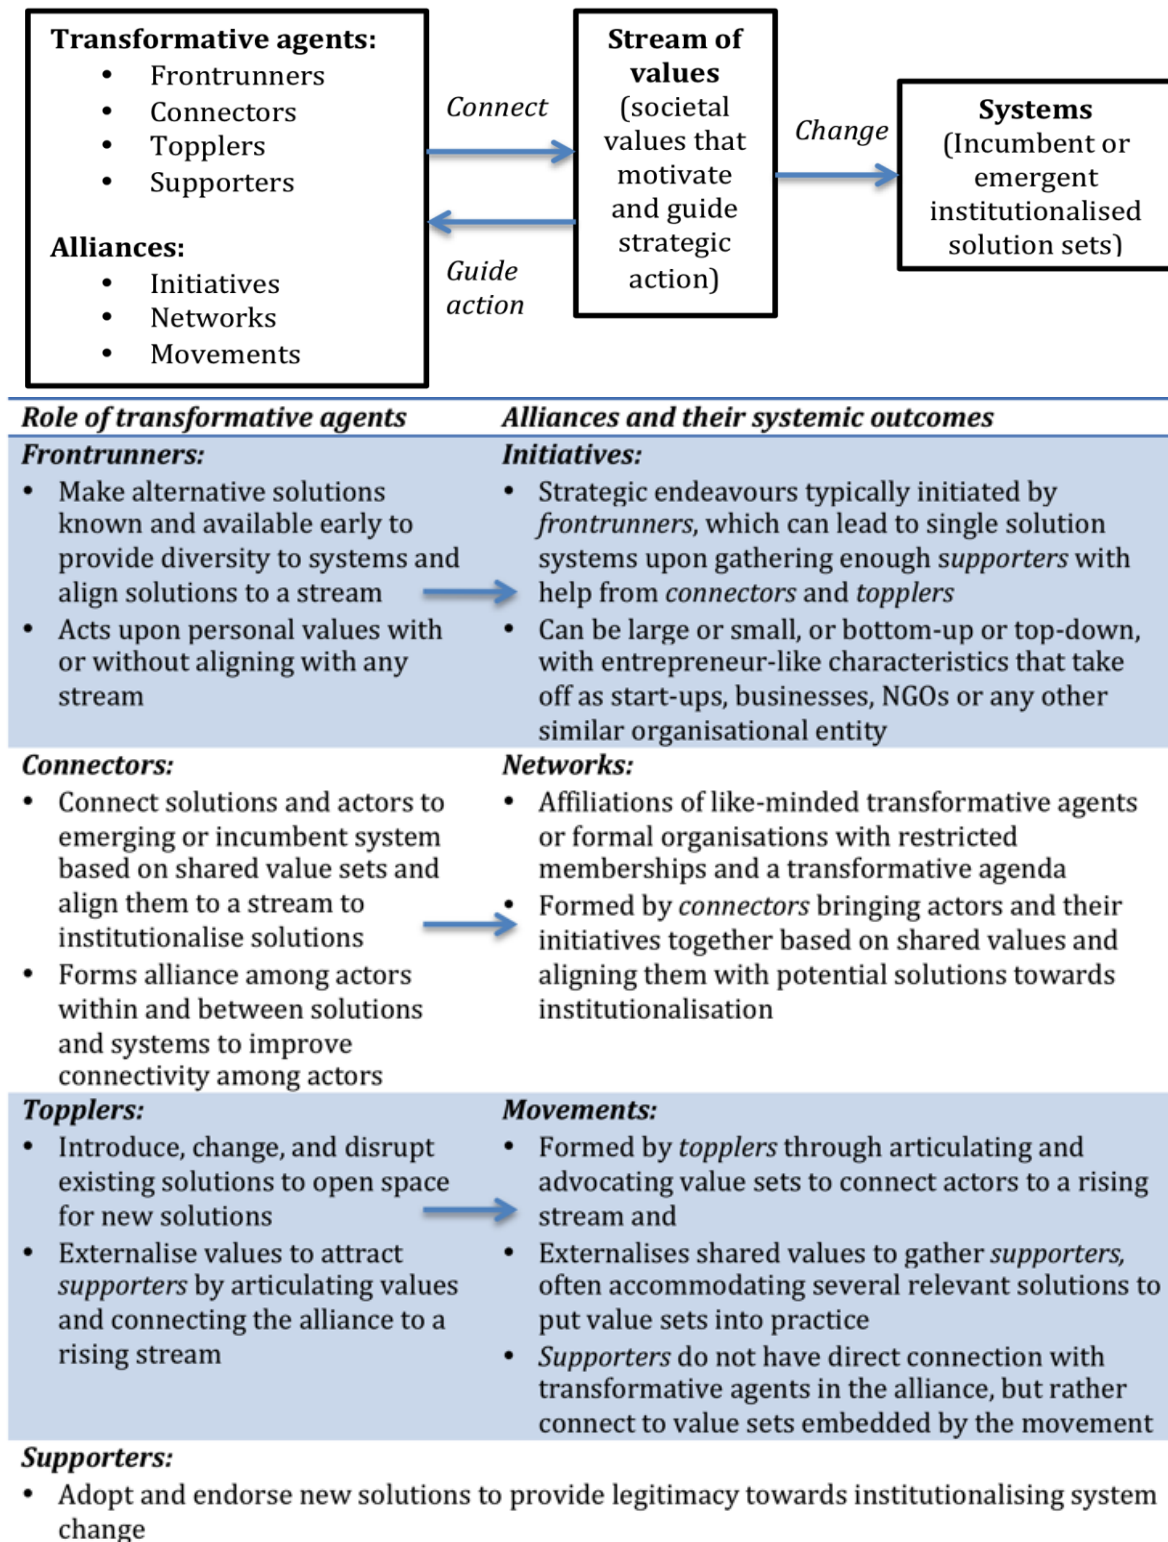 Transformative agents:
• Frontrunners
• Connectors
• Topplers
• Supporters
Alliances:
• Initiatives
• Networks
• Movements
Connect
Guide
action
Stream of
values
(societal
values that
motivate
and guide
strategic
action)
Change
Systems
(Incumbent or
emergent
institutionalised
solution sets)
Role of transformative agents
Alliances and their systemic outcomes
Frontrunners:
• Make alternative solutions
known and available early to
provide diversity to systems and
align solutions to a stream
• Acts upon personal values with
or without aligning with any
stream
Initiatives:
• Strategic endeavours typically initiated by
frontrunners, which can lead to single solution
systems upon gathering enough supporters with
help from connectors and topplers
• Can be large or small, or bottom-up or top-down,
with entrepreneur-like characteristics that take
off as start-ups, businesses, NGOs or any other
similar organisational entity
Connectors:
• Connect solutions and actors to
emerging or incumbent system
based on shared value sets and
align them to a stream to
institutionalise solutions
• Forms alliance among actors
within and between solutions
and systems to improve
connectivity among actors
Networks:
• Affiliations of like-minded transformative agents
or formal organisations with restricted
memberships and a transformative agenda
• Formed by connectors bringing actors and their
initiatives together based on shared values and
aligning them with potential solutions towards
institutionalisation
Topplers:
• Introduce, change, and disrupt
existing solutions to open space
for new solutions
• Externalise values to attract
supporters by articulating values
and connecting the alliance to a
rising stream
Movements:
• Formed by topplers through articulating and
advocating value sets to connect actors to a rising
stream and
• Externalises shared values to gather supporters,
often accommodating several relevant solutions to
put value sets into practice
• Supporters do not have direct connection with
transformative agents in the alliance, but rather
connect to value sets embedded by the movement
Supporters:
• Adopt and endorse new solutions to provide legitimacy towards institutionalising system
change